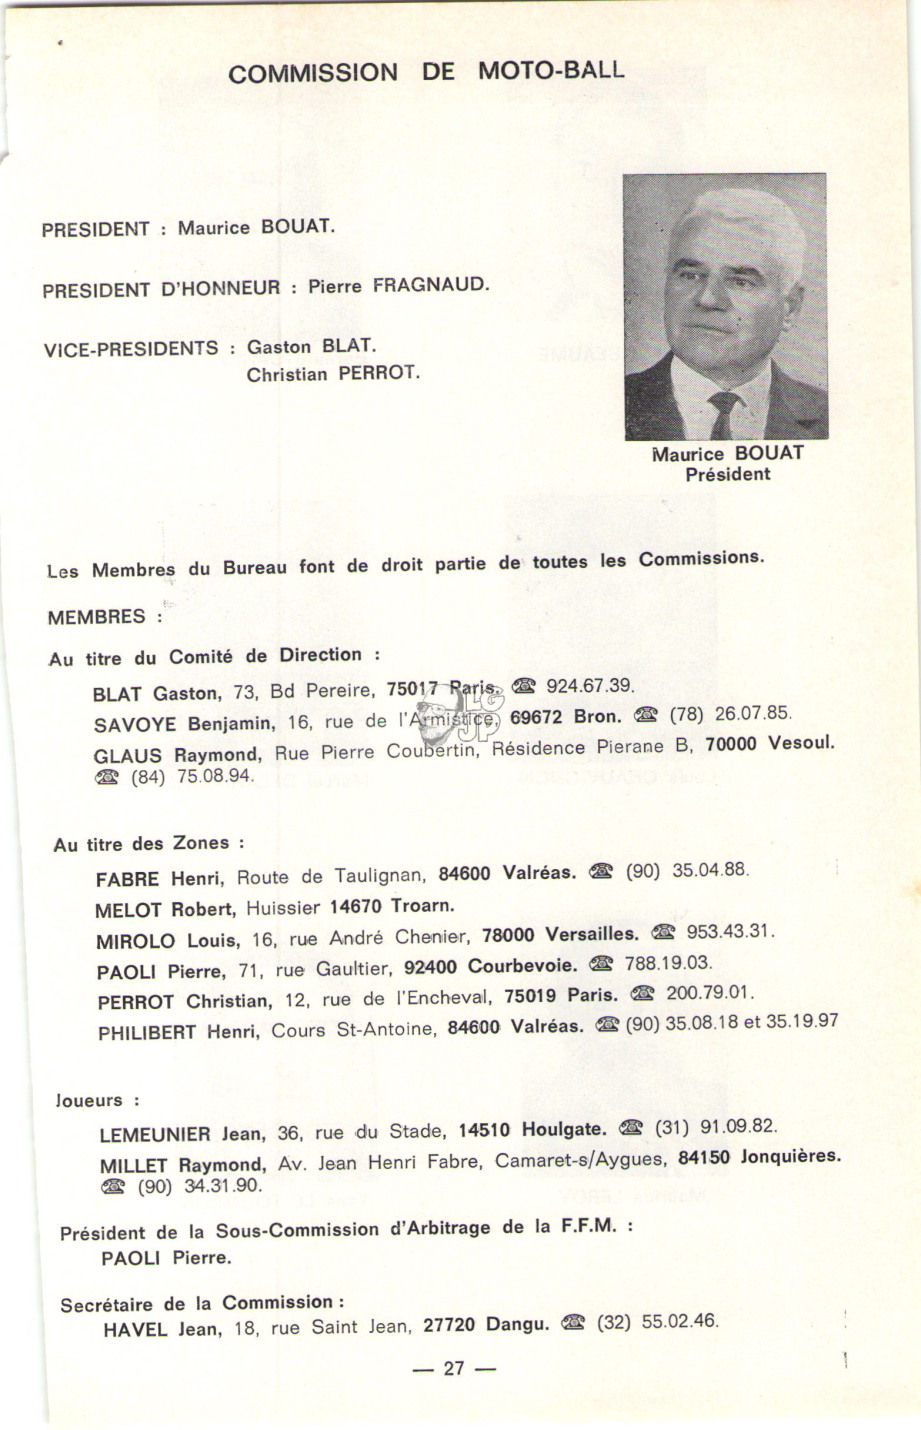 COMMISSION DE MOTO-BALL
PRESIDENT : Maurice BOUAT.
PRESIDENT D'HONNEUR : Pierre FRAGNAUD.
VICE-PRESIDENTS : Gaston BLAT.
Christian PERROT.
Maurice BOUAT
Président
Les Membres du Bureau font de droit partie de toutes les Commissions.
MEMBRES :
Au titre du Comité de Direction :
BLAT Gaston, 73, Bd Pereire, 75017 Paris. ☎ 924.67.39.
SAVOYE Benjamin, 16, rue de l'Armistice, 69672 Bron. ☎ (78) 26.07.85.
GLAUS Raymond, Rue Pierre Coubertin, Résidence Pierane B, 70000 Vesoul.
☎ (84) 75.08.94.
LG
JP
Au titre des Zones :
FABRE Henri, Route de Taulignan, 84600 Valréas. ☎ (90) 35.04.88.
MELOT Robert, Huissier 14670 Troarn.
MIROLO Louis, 16, rue André Chenier, 78000 Versailles. ☎ 953.43.31.
PAOLI Pierre, 71, rue Gaultier, 92400 Courbevoie. ☎ 788.19.03.
PERROT Christian, 12, rue de l'Encheval, 75019 Paris. ☎ 200.79.01.
PHILIBERT Henri, Cours St-Antoine, 84600 Valréas. ☎ (90) 35.08.18 et 35.19.97
Joueurs :
LEMEUNIER Jean, 36, rue du Stade, 14510 Houlgate. ☎ (31) 91.09.82.
MILLET Raymond, Av. Jean Henri Fabre, Camaret-s/Aygues, 84150 Jonquières.
☎ (90) 34.31.90.
Président de la Sous-Commission d'Arbitrage de la F.F.M. :
PAOLI Pierre.
Secrétaire de la Commission :
HAVEL Jean, 18, rue Saint Jean, 27720 Dangu. ☎ (32) 55.02.46.
— 27 —